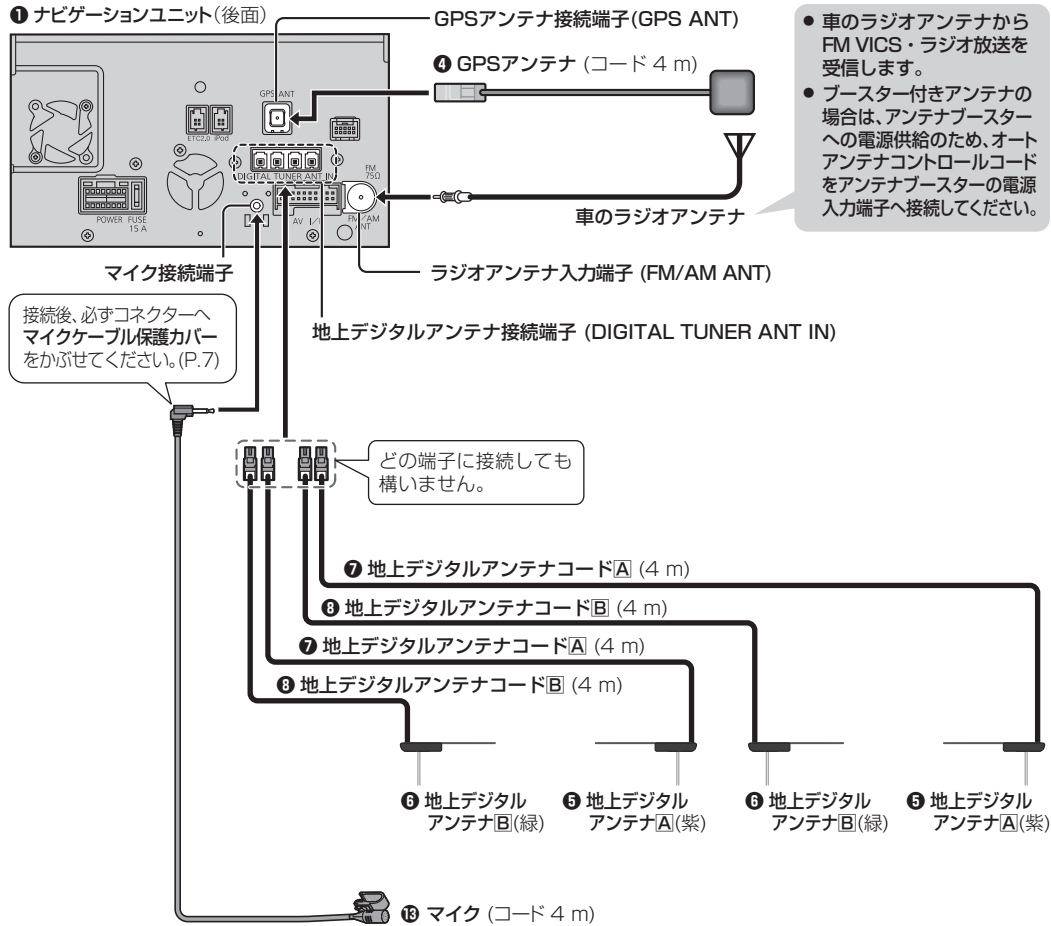 ❶ ナビゲーションユニット(後面)
GPSアンテナ接続端子(GPS ANT)
❹ GPSアンテナ (コード 4 m)
● 車のラジオアンテナから
FM VICS・ラジオ放送を
受信します。
● ブースター付きアンテナの
場合は、アンテナブースター
への電源供給のため、オート
アンテナコントロールコード
をアンテナブースターの電源
入力端子へ接続してください。
GPS ANT
ETC2.0 iPod
DIGITAL TUNER ANT IN
FM
75Ω
POWER FUSE
15 A
AV I/
FM/AM
ANT
車のラジオアンテナ
マイク接続端子
ラジオアンテナ入力端子 (FM/AM ANT)
接続後、必ずコネクターへ
マイクケーブル保護カバー
をかぶせてください。(P.7)
地上デジタルアンテナ接続端子 (DIGITAL TUNER ANT IN)
どの端子に接続しても
構いません。
❼ 地上デジタルアンテナコードA (4 m)
❽ 地上デジタルアンテナコードB (4 m)
❼ 地上デジタルアンテナコードA (4 m)
❽ 地上デジタルアンテナコードB (4 m)
❻ 地上デジタル
アンテナB(緑)
❺ 地上デジタル
アンテナA(紫)
❻ 地上デジタル
アンテナB(緑)
❺ 地上デジタル
アンテナA(紫)
⓭ マイク (コード 4 m)